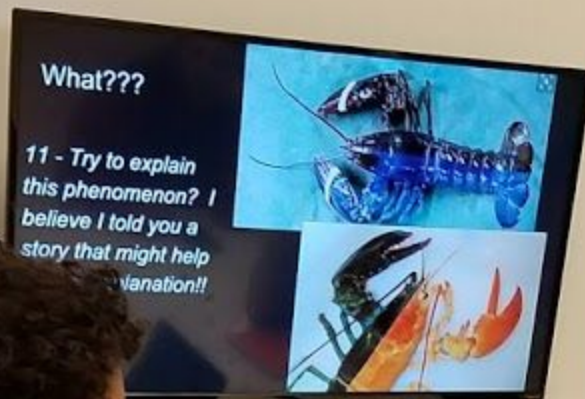 What???
11 - Try to explain
this phenomenon? I
believe I told you a
story that might help